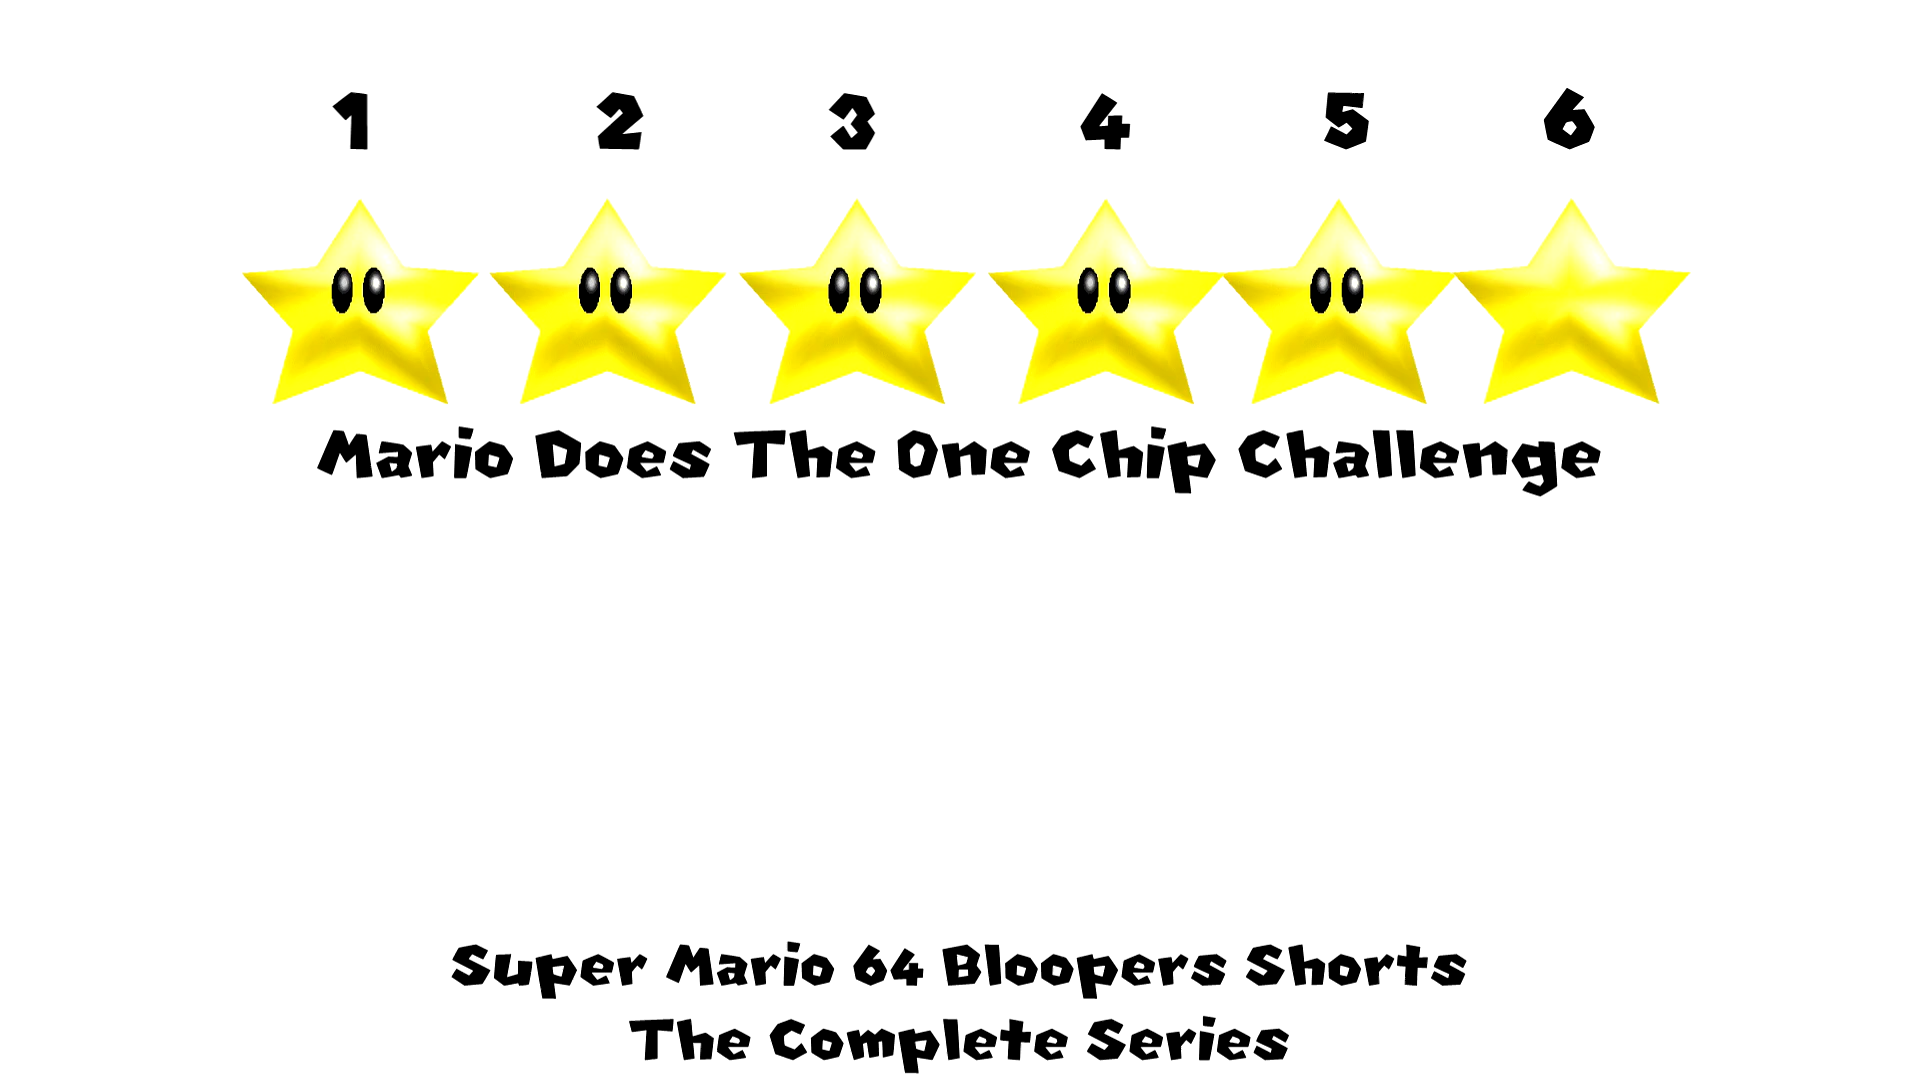 1 2 3 4 5 6
Mario Does The One Chip Challenge
Super Mario 64 Bloopers Shorts
The Complete Series